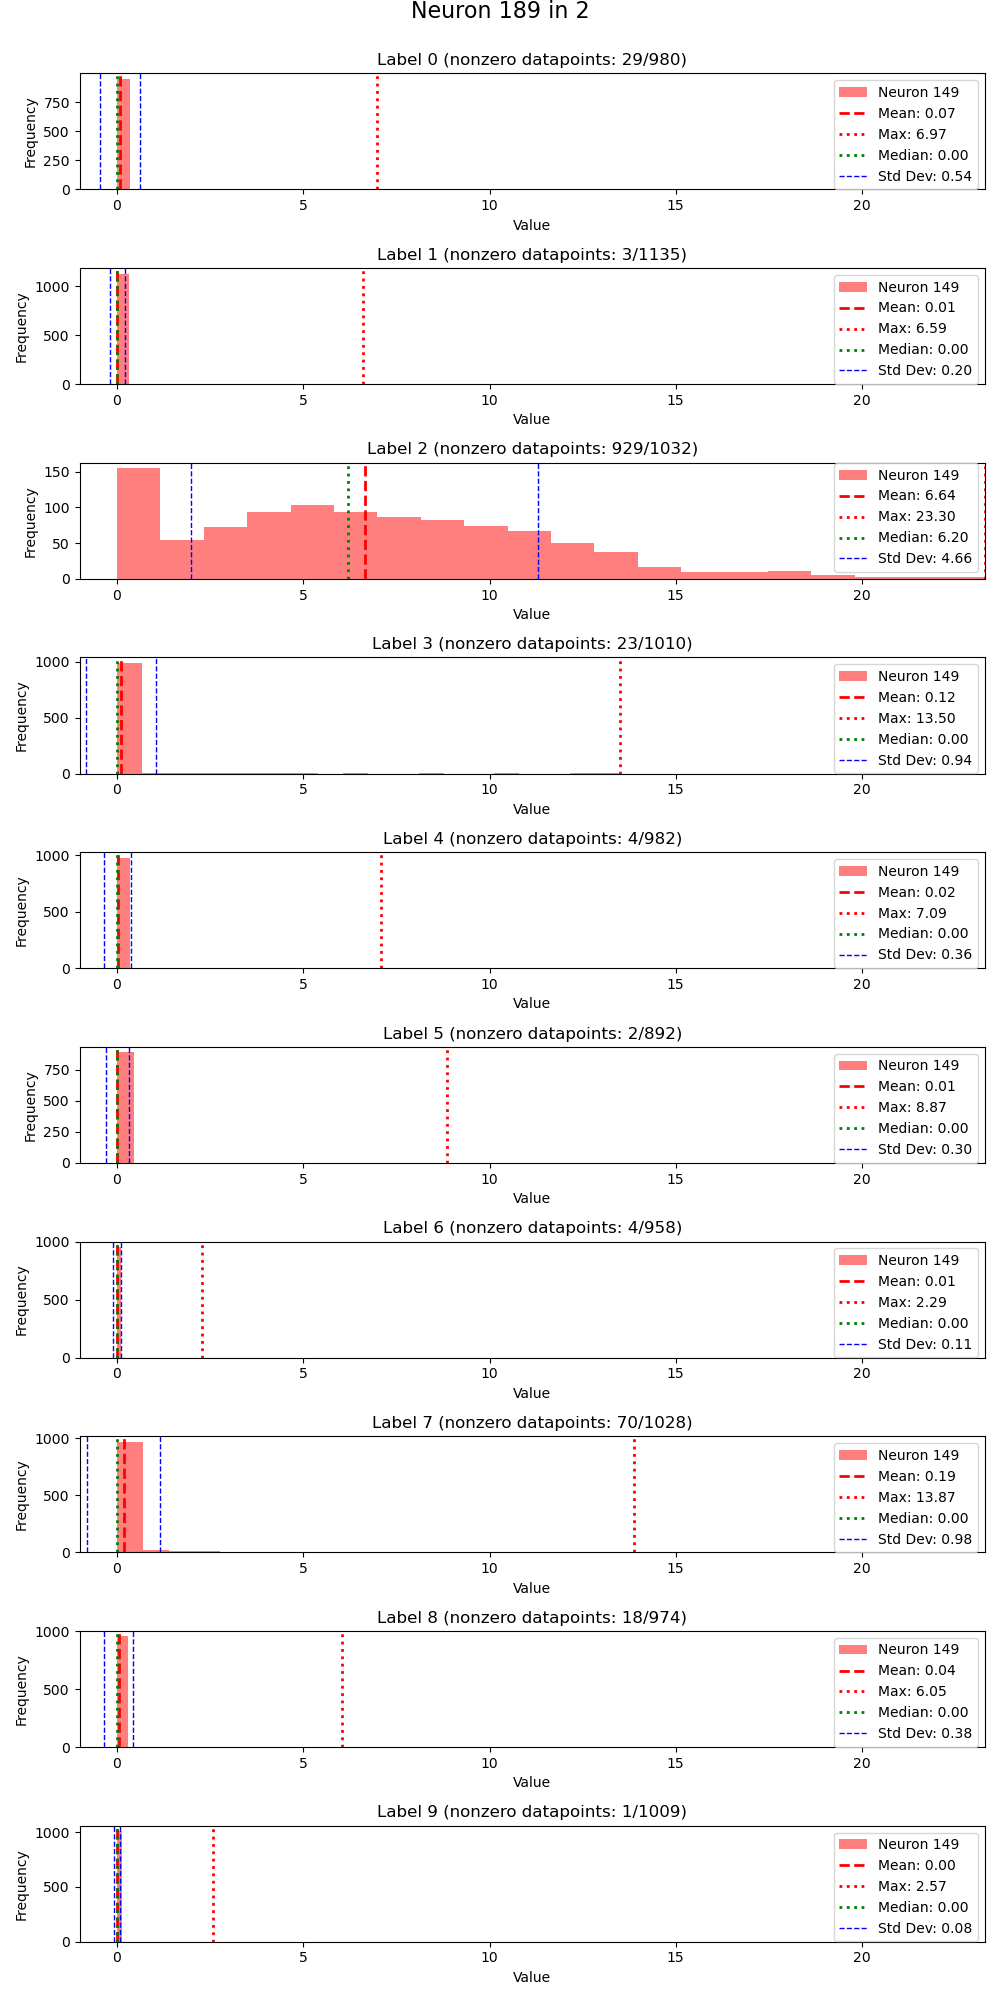 Neuron 189 in 2
Label 0 (nonzero datapoints: 29/980)
Frequency
750
500
250
0
0 5 10 15 20
Value
Neuron 149
Mean: 0.07
Max: 6.97
Median: 0.00
Std Dev: 0.54
Label 1 (nonzero datapoints: 3/1135)
Frequency
1000
500
0
0 5 10 15 20
Value
Neuron 149
Mean: 0.01
Max: 6.59
Median: 0.00
Std Dev: 0.20
Label 2 (nonzero datapoints: 929/1032)
Frequency
150
100
50
0
0 5 10 15 20
Value
Neuron 149
Mean: 6.64
Max: 23.30
Median: 6.20
Std Dev: 4.66
Label 3 (nonzero datapoints: 23/1010)
Frequency
1000
500
0
0 5 10 15 20
Value
Neuron 149
Mean: 0.12
Max: 13.50
Median: 0.00
Std Dev: 0.94
Label 4 (nonzero datapoints: 4/982)
Frequency
1000
500
0
0 5 10 15 20
Value
Neuron 149
Mean: 0.02
Max: 7.09
Median: 0.00
Std Dev: 0.36
Label 5 (nonzero datapoints: 2/892)
Frequency
750
500
250
0
0 5 10 15 20
Value
Neuron 149
Mean: 0.01
Max: 8.87
Median: 0.00
Std Dev: 0.30
Label 6 (nonzero datapoints: 4/958)
Frequency
1000
500
0
0 5 10 15 20
Value
Neuron 149
Mean: 0.01
Max: 2.29
Median: 0.00
Std Dev: 0.11
Label 7 (nonzero datapoints: 70/1028)
Frequency
1000
500
0
0 5 10 15 20
Value
Neuron 149
Mean: 0.19
Max: 13.87
Median: 0.00
Std Dev: 0.98
Label 8 (nonzero datapoints: 18/974)
Frequency
1000
500
0
0 5 10 15 20
Value
Neuron 149
Mean: 0.04
Max: 6.05
Median: 0.00
Std Dev: 0.38
Label 9 (nonzero datapoints: 1/1009)
Frequency
1000
500
0
0 5 10 15 20
Value
Neuron 149
Mean: 0.00
Max: 2.57
Median: 0.00
Std Dev: 0.08